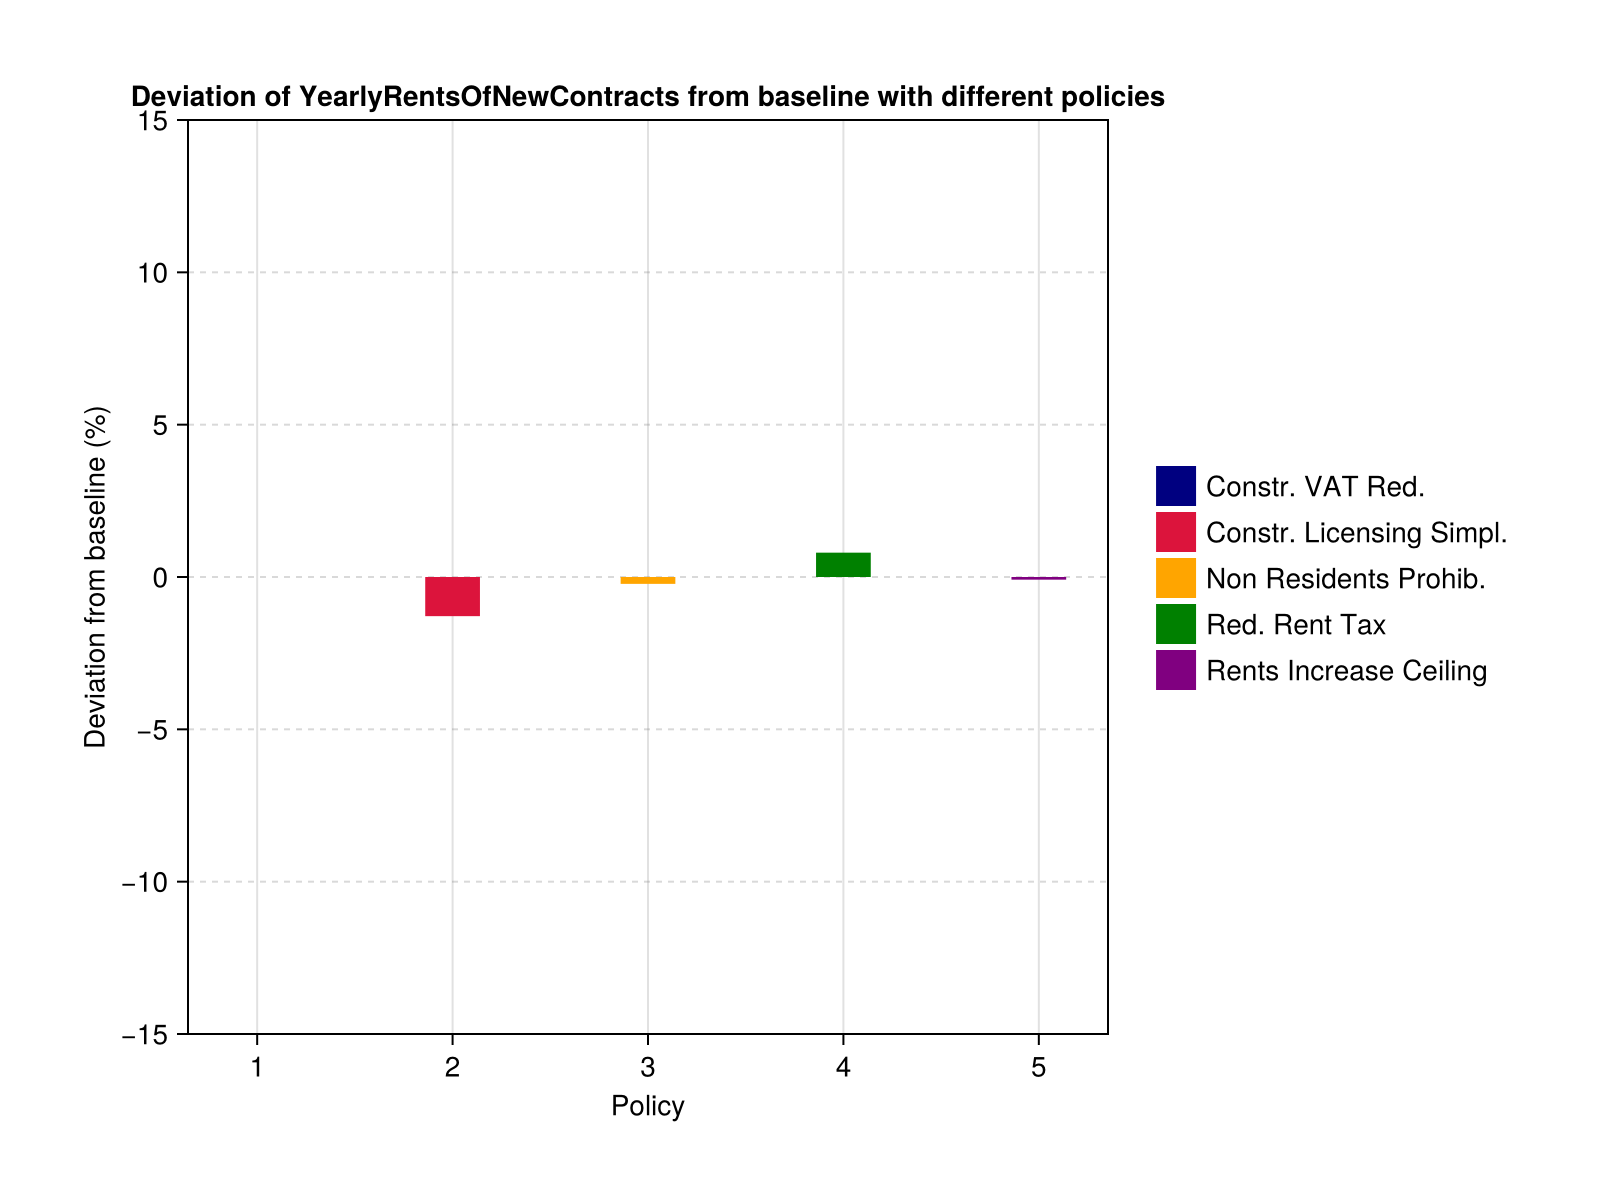 Deviation of YearlyRentsOfNewContracts from baseline with different policies
15
10
5
0
−5
−10
−15
Deviation from baseline (%)
1 2 3 4 5
Policy
Constr. VAT Red.
Constr. Licensing Simpl.
Non Residents Prohib.
Red. Rent Tax
Rents Increase Ceiling